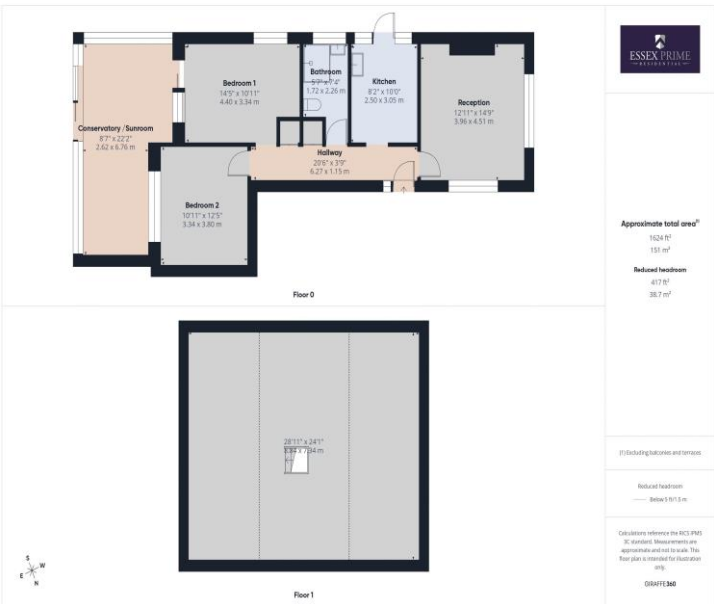 Conservatory /Sunroom
8'7" x 22'2"
2.62 x 6.76 m
Bedroom 1
14'5" x 10'11"
4.40 x 3.34 m
Bathroom
5'7" x 7'4"
1.72 x 2.26 m
Kitchen
8'2" x 10'0"
2.50 x 3.05 m
Reception
12'11" x 14'9"
3.96 x 4.51 m
Hallway
20'6" x 3'9"
6.27 x 1.15 m
Bedroom 2
10'11" x 12'5"
3.34 x 3.80 m
Floor 0
28'11" x 24'1"
7.34 m
S
W
E
N
Floor 1
ESSEX PRIME
RESIDENTIAL
Approximate total area(1)
1624 ft²
151 m²
Reduced headroom
417 ft²
38.7 m²
(1) Excluding balconies and terraces
Reduced headroom
Below 5 ft/1.5 m
Calculations reference the RICS IPMS
3C standard. Measurements are
approximate and not to scale. This
floor plan is intended for illustration
only.
GIRAFFE360